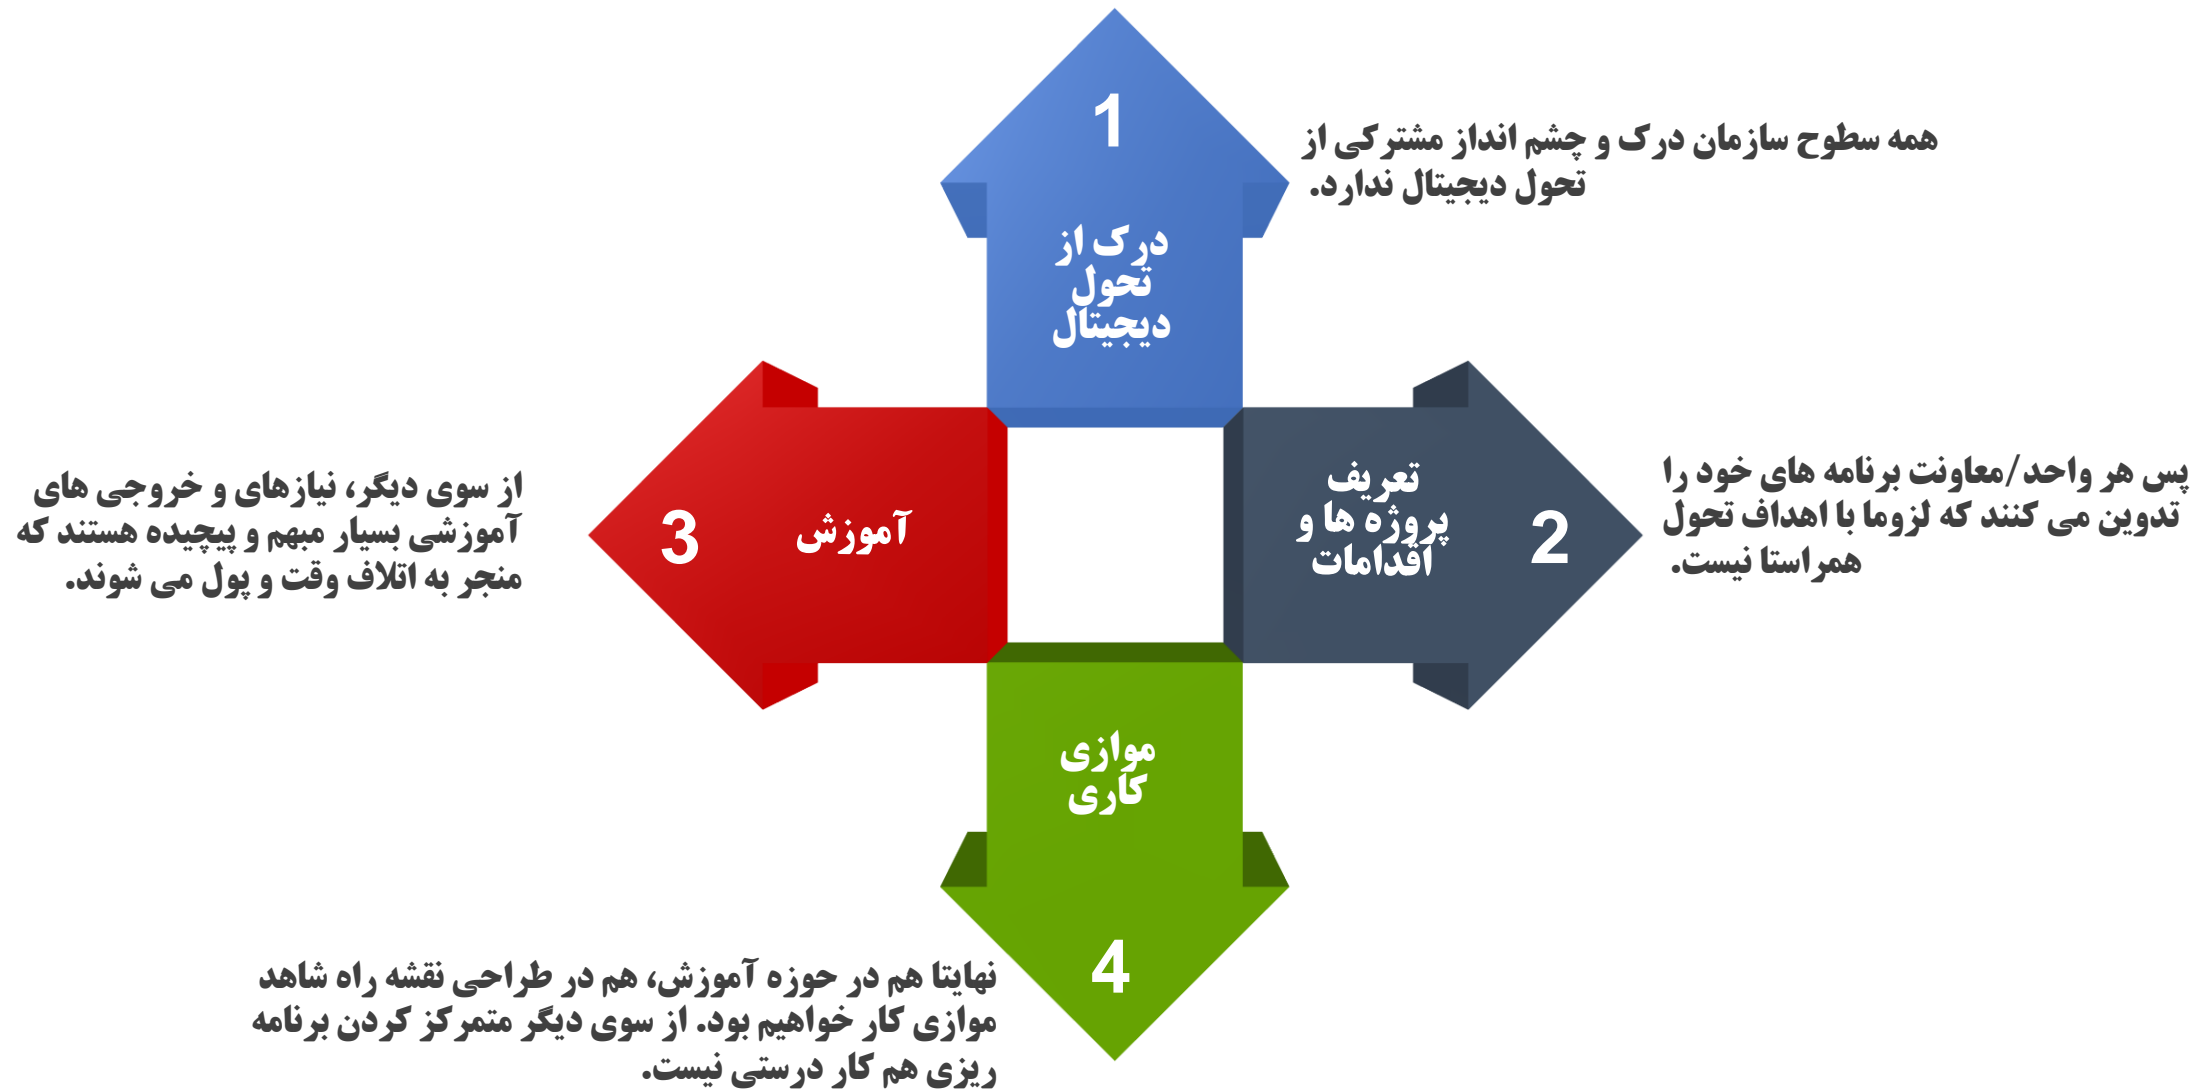 1
درک از
تحول
دیجیتال
همه سطوح سازمان درک و چشم انداز مشترکی از
تحول دیجیتال ندارد.
2
تعریف
پروژه ها و
اقدامات
پس هر واحد/معاونت برنامه های خود را
تدوین می کنند که لزوما با اهداف تحول
همراستا نیست.
3
آموزش
از سوی دیگر، نیازهای و خروجی های
آموزشی بسیار مبهم و پیچیده هستند که
منجر به اتلاف وقت و پول می شوند.
موازی
کاری
4
نهایتا هم در حوزه آموزش، هم در طراحی نقشه راه شاهد
موازی کار خواهیم بود. از سوی دیگر متمرکز کردن برنامه
ریزی هم کار درستی نیست.